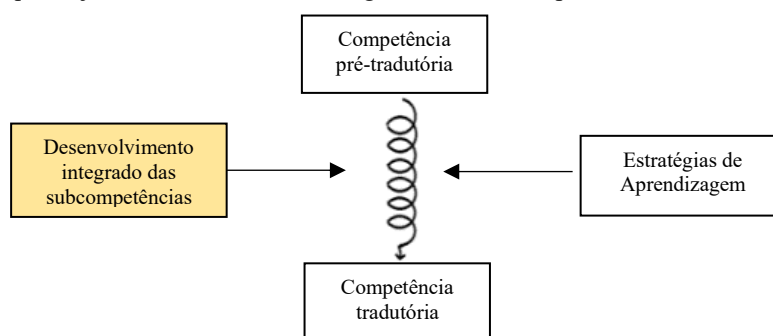 Competência
pré-tradutória
Desenvolvimento
integrado das
subcompetências
Estratégias de
Aprendizagem
Competência
tradutória